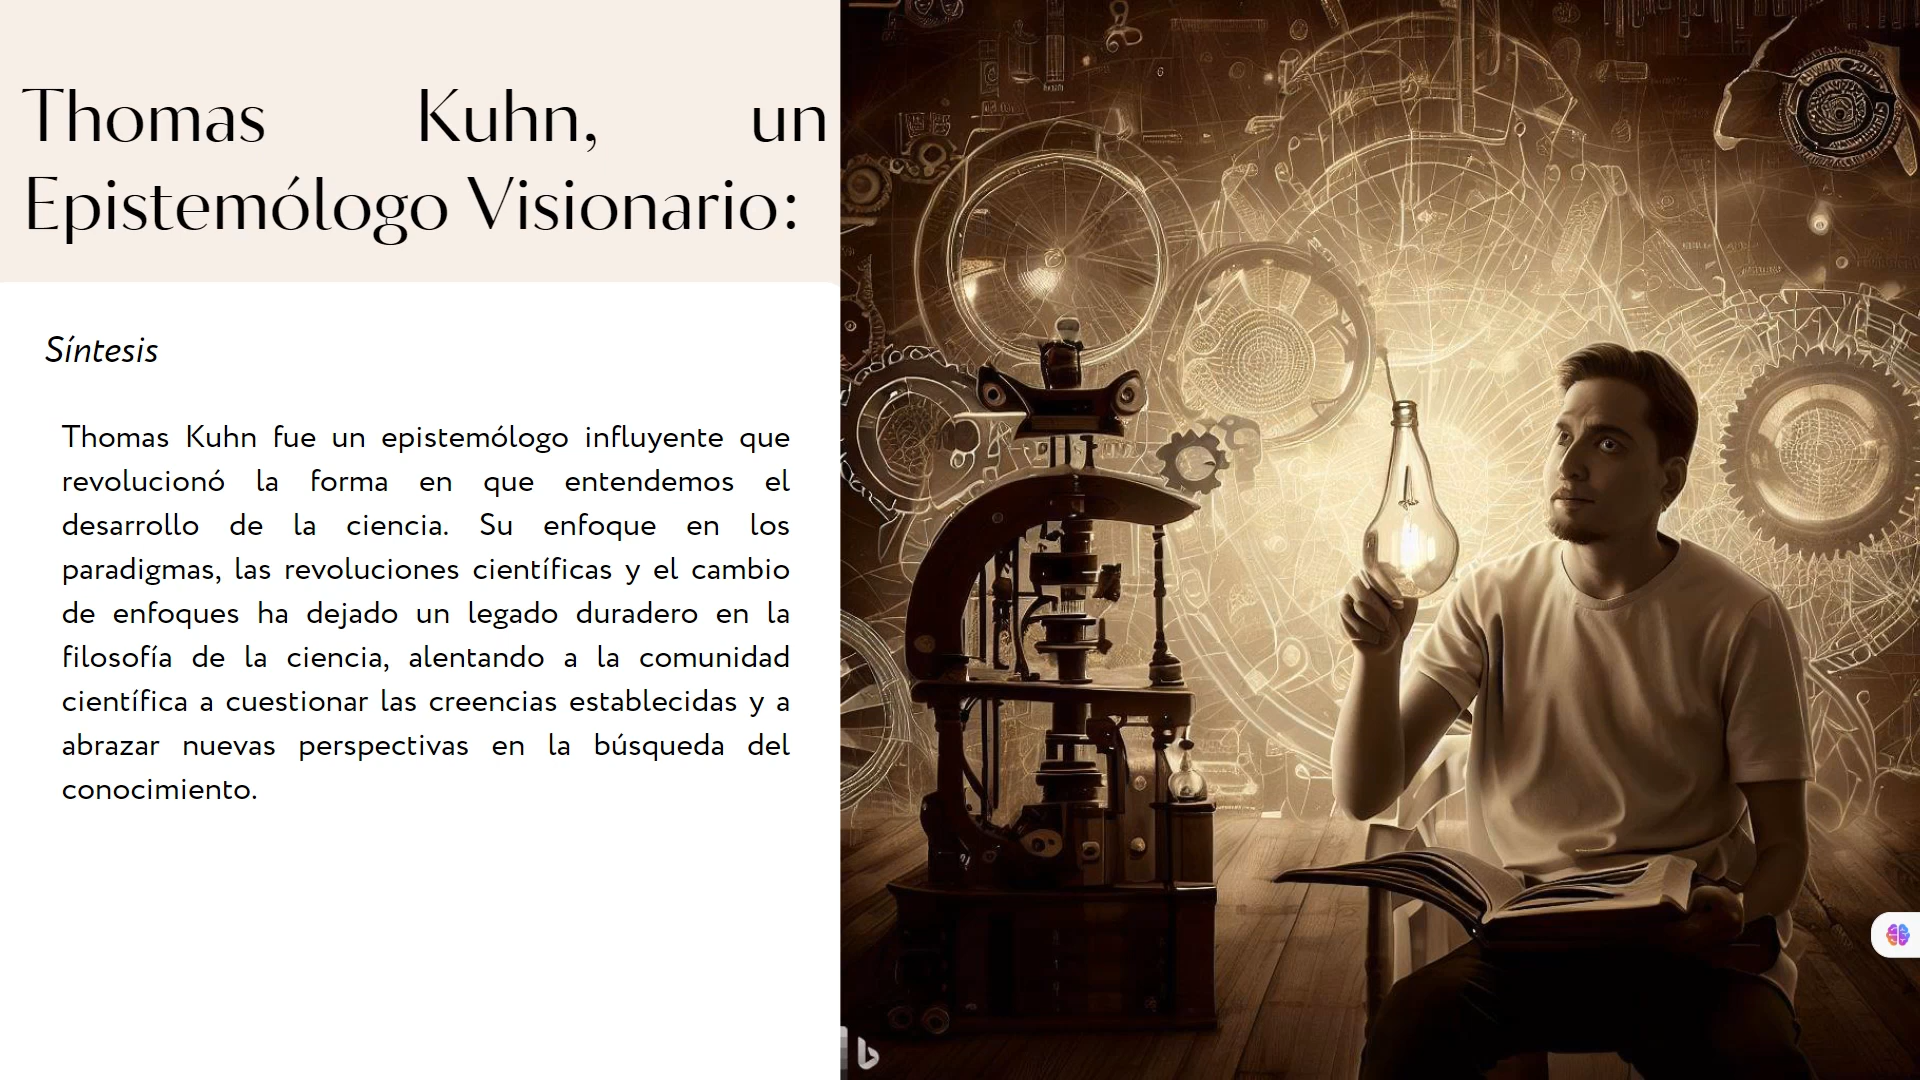 Thomas Kuhn, un
Epistemólogo Visionario:
Síntesis
Thomas Kuhn fue un epistemólogo influyente que
revolucionó la forma en que entendemos el
desarrollo de la ciencia. Su enfoque en los
paradigmas, las revoluciones científicas y el cambio
de enfoques ha dejado un legado duradero en la
filosofía de la ciencia, alentando a la comunidad
científica a cuestionar las creencias establecidas y a
abrazar nuevas perspectivas en la búsqueda del
conocimiento.